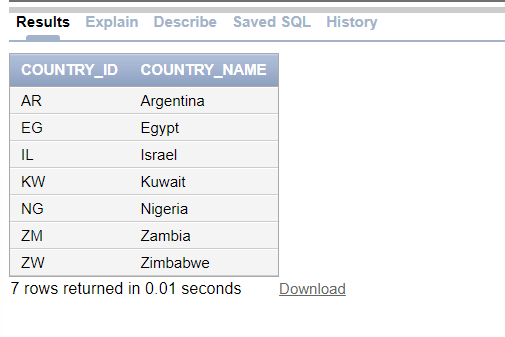 Results Explain Describe Saved SQL History
COUNTRY_ID COUNTRY_NAME
AR Argentina
EG Egypt
IL Israel
KW Kuwait
NG Nigeria
ZM Zambia
ZW Zimbabwe
7 rows returned in 0.01 seconds Download